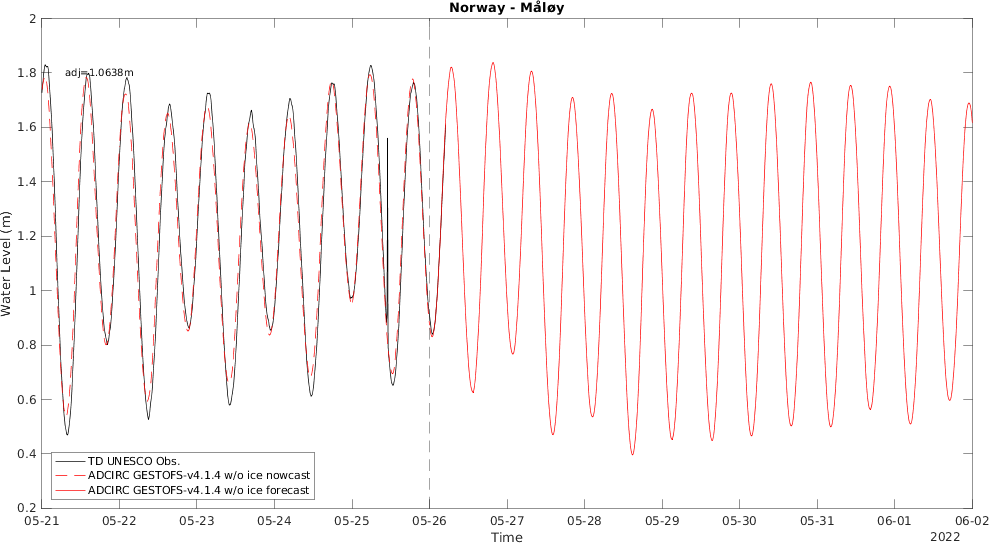 Norway - Måløy
2
1.8
1.6
1.4
1.2
1
0.8
0.6
0.4
0.2
Water Level (m)
adj=1.0638m
TD UNESCO Obs.
ADCIRC GESTOFS-v4.1.4 w/o ice nowcast
ADCIRC GESTOFS-v4.1.4 w/o ice forecast
05-21 05-22 05-23 05-24 05-25 05-26 05-27 05-28 05-29 05-30 05-31 06-01 06-02
Time
2022